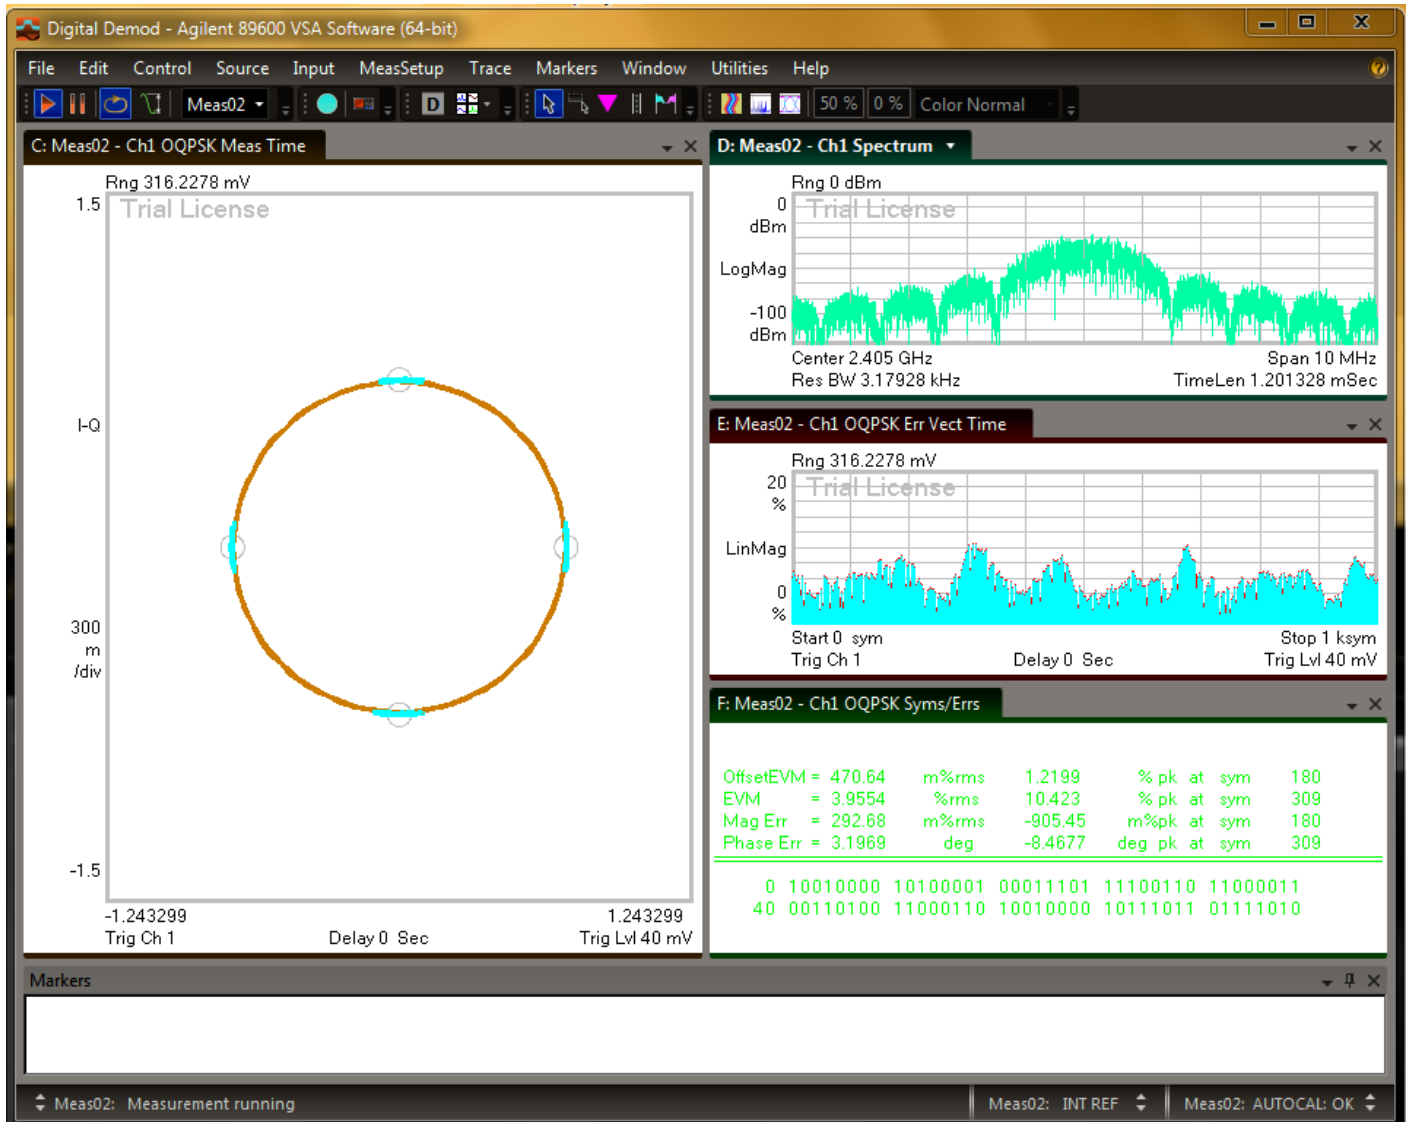 Digital Demod - Agilent 89600 VSA Software (64-bit)
File Edit Control Source Input MeasSetup Trace Markers Window Utilities Help
Meas02 D 50 % 0 % Color Normal
C: Meas02 - Ch1 OQPSK Meas Time
Rng 316.2278 mV
1.5
Trial License
I-Q
300
m
/div
-1.5
-1.243299 1.243299
Trig Ch 1 Delay 0 Sec Trig Lvl 40 mV
D: Meas02 - Ch1 Spectrum
Rng 0 dBm
0
dBm
Trial License
LogMag
-100
dBm
Center 2.405 GHz Span 10 MHz
Res BW 3.17928 kHz TimeLen 1.201328 mSec
E: Meas02 - Ch1 OQPSK Err Vect Time
Rng 316.2278 mV
20
%
Trial License
LinMag
0
%
Start 0 sym Stop 1 ksym
Trig Ch 1 Delay 0 Sec Trig Lvl 40 mV
F: Meas02 - Ch1 OQPSK Syms/Errs
OffsetEVM = 470.64 m%rms 1.2199 % pk at sym 180
EVM = 3.9554 %rms 10.423 % pk at sym 309
Mag Err = 292.68 m%rms -905.45 m%pk at sym 180
Phase Err = 3.1969 deg -8.4677 deg pk at sym 309
0 10010000 10100001 00011101 11100110 11000011
40 00110100 11000110 10010000 10111011 01111010
Markers
Meas02: Measurement running Meas02: INT REF Meas02: AUTOCAL: OK